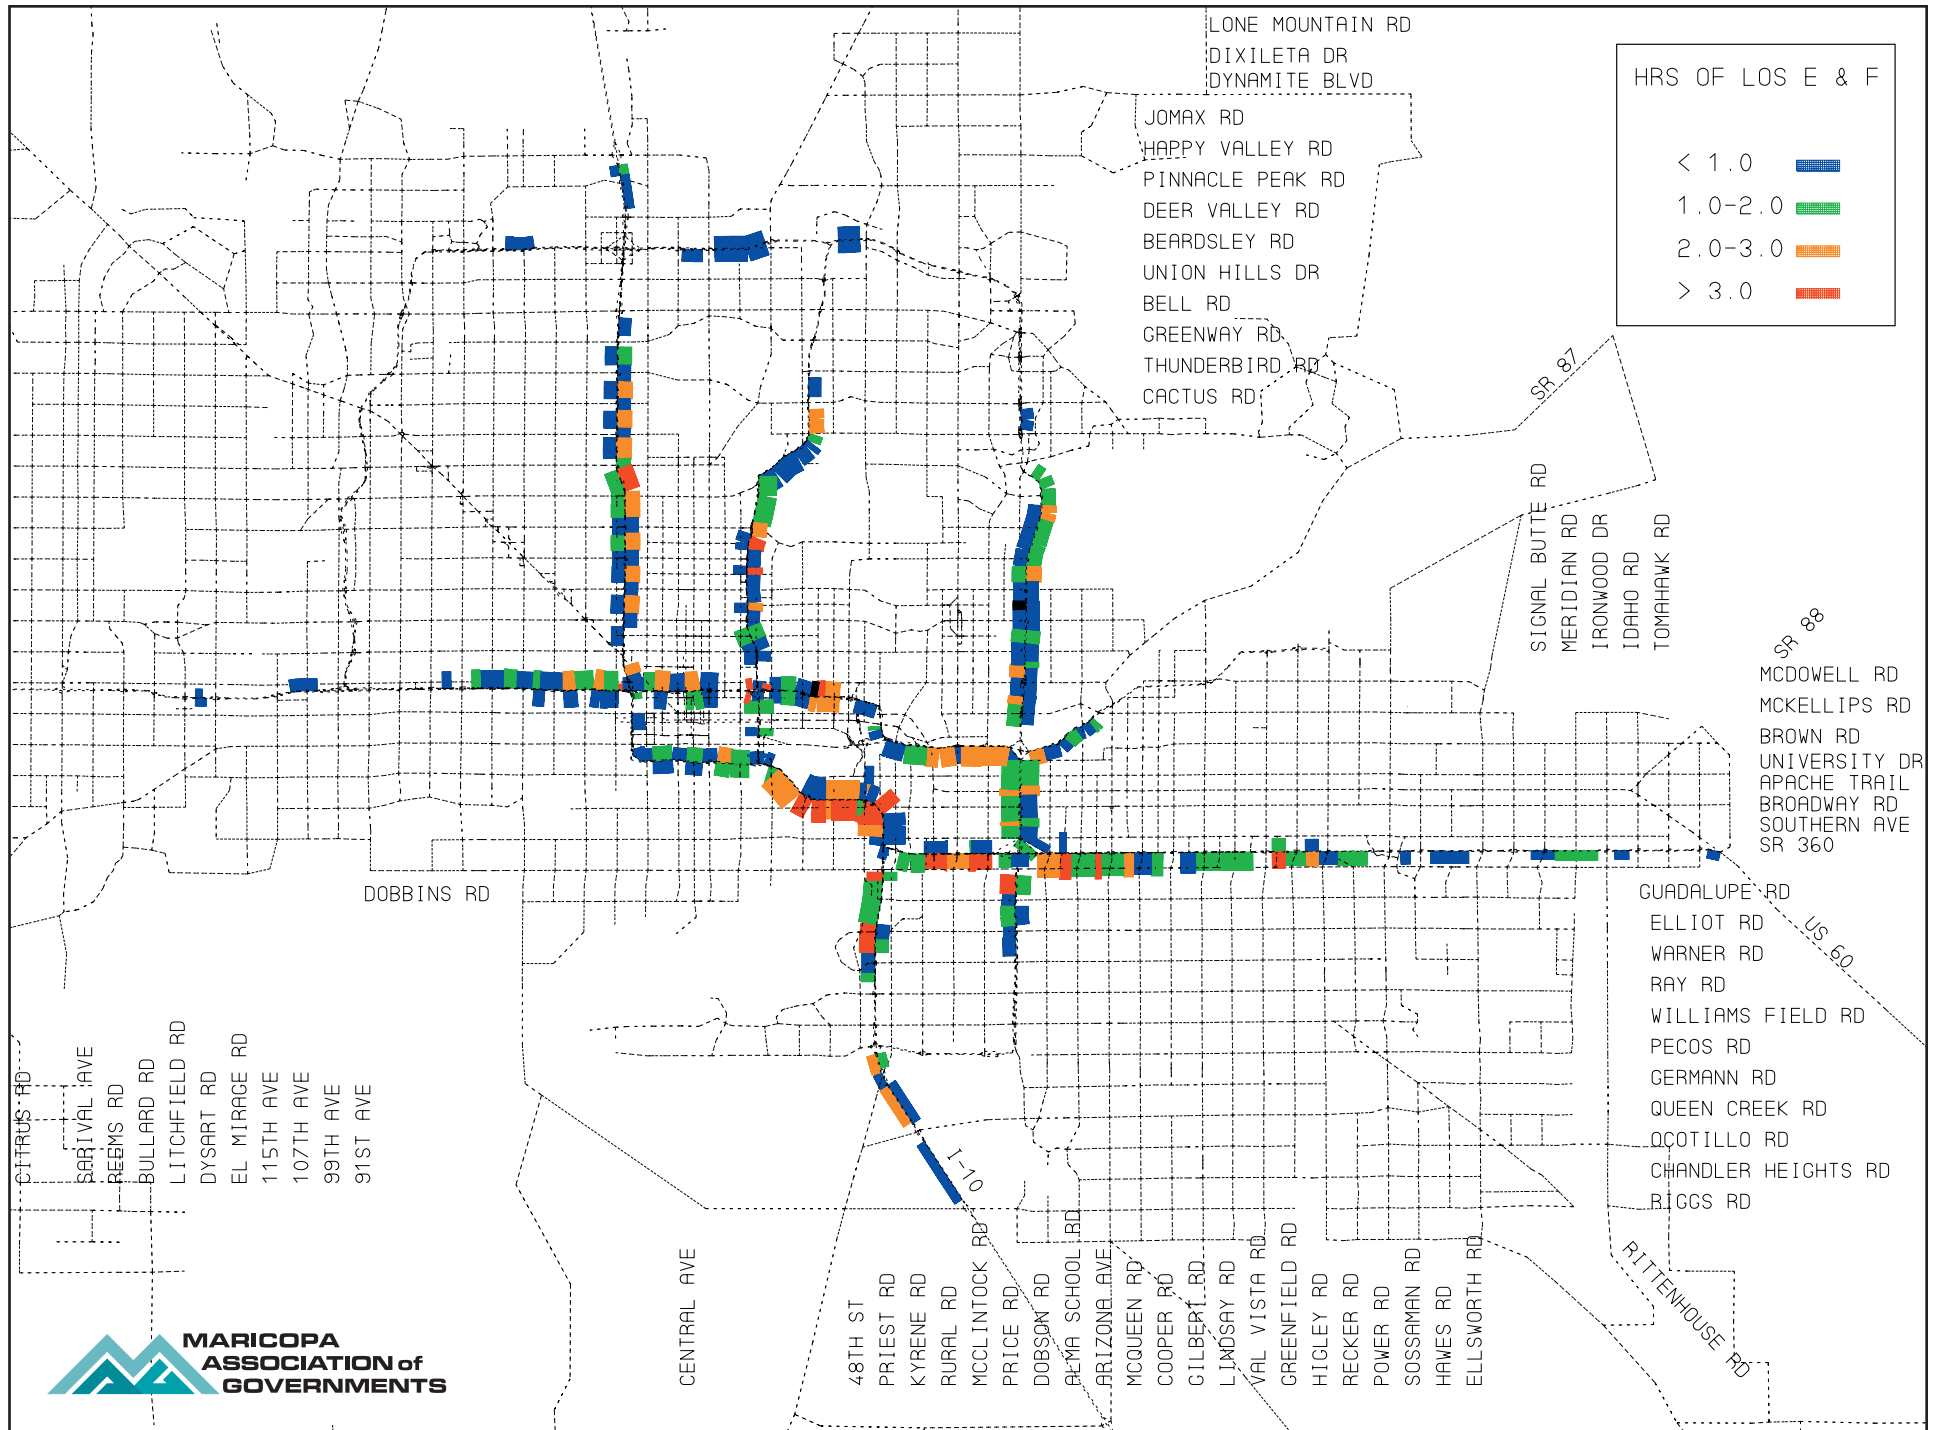 LONE MOUNTAIN RD
DIXILETA DR
DYNAMITE BLVD
JOMAX RD
HAPPY VALLEY RD
PINNACLE PEAK RD
DEER VALLEY RD
BEARDSLEY RD
UNION HILLS DR
BELL RD
GREENWAY RD
THUNDERBIRD RD
CACTUS RD
HRS OF LOS E & F
< 1.0
1.0-2.0
2.0-3.0
> 3.0
SR 87
SIGNAL BUTTE RD
MERIDIAN RD
IRONWOOD DR
IDAHO RD
TOMAHAWK RD
SR 88
MCDOWELL RD
MCKELLIPS RD
BROWN RD
UNIVERSITY DR
APACHE TRAIL
BROADWAY RD
SOUTHERN AVE
SR 360
GUADALUPE RD
ELLIOT RD
WARNER RD
RAY RD
WILLIAMS FIELD RD
PECOS RD
GERMANN RD
QUEEN CREEK RD
OCOTILLO RD
CHANDLER HEIGHTS RD
RIGGS RD
US 60
DOBBINS RD
CITRUS RD
SARIVAL AVE
REEMS RD
BULLARD RD
LITCHFIELD RD
DYSART RD
EL MIRAGE RD
115TH AVE
107TH AVE
99TH AVE
91ST AVE
I-10
CENTRAL AVE
48TH ST
PRIEST RD
KYRENE RD
RURAL RD
MCCLINTOCK RD
PRICE RD
DOBSON RD
ALMA SCHOOL RD
ARIZONA AVE
MCQUEEN RD
COOPER RD
GILBERT RD
LINDSAY RD
VAL VISTA RD
GREENFIELD RD
HIGLEY RD
RECKER RD
POWER RD
SOSSAMAN RD
HAWES RD
ELLSWORTH RD
RITTENHOUSE RD
MARICOPA
ASSOCIATION of
GOVERNMENTS